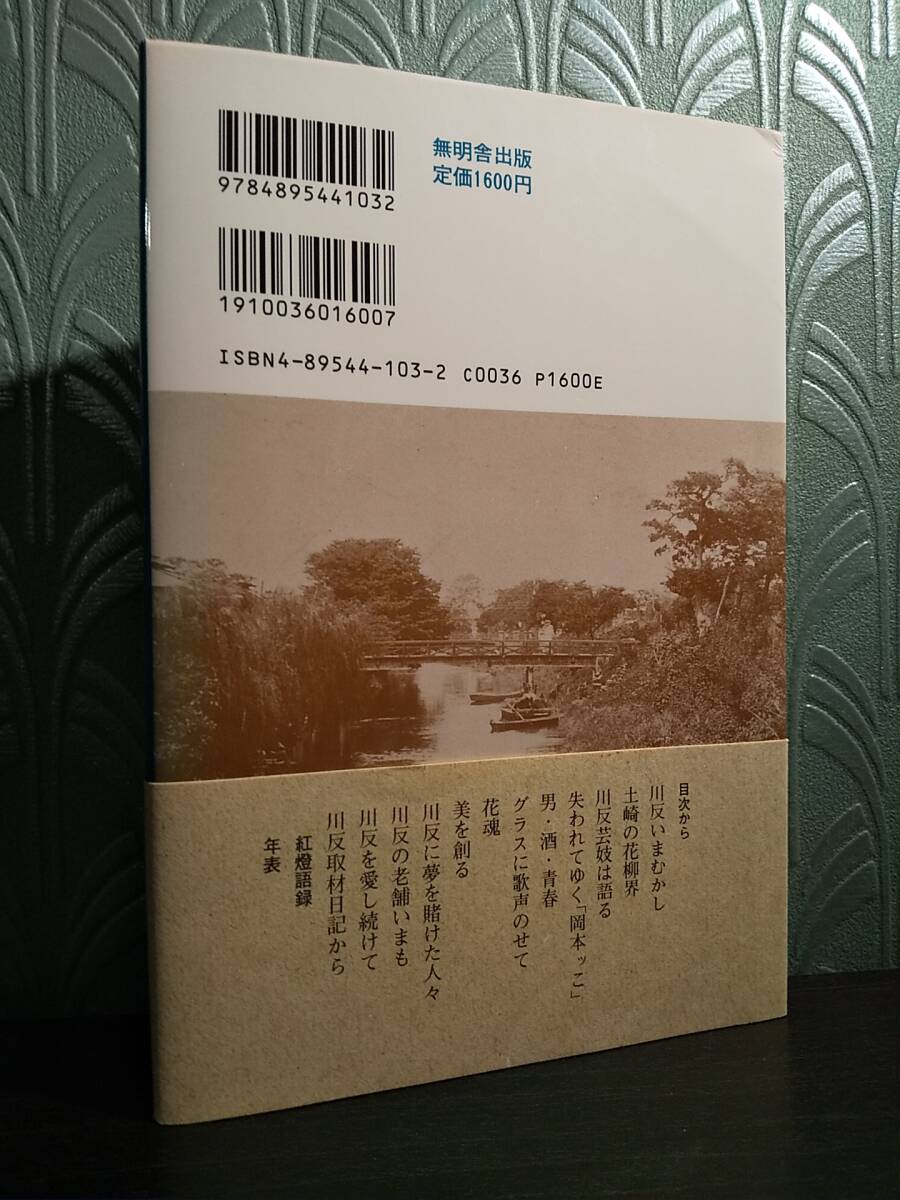 9784895441032
無明舎出版
定価1600円
1910036016007
ISBN4-89544-103-2 C0036 P1600E
目次から
川反いまむかし
土崎の花柳界
川反芸妓は語る
失われてゆく「岡本ッこ」
男・酒・青春
グラスに歌声のせて
花魂
美を創る
川反に夢を賭けた人々
川反の老舗いまも
川反を愛し続けて
川反取材日記から
紅燈語録
年表